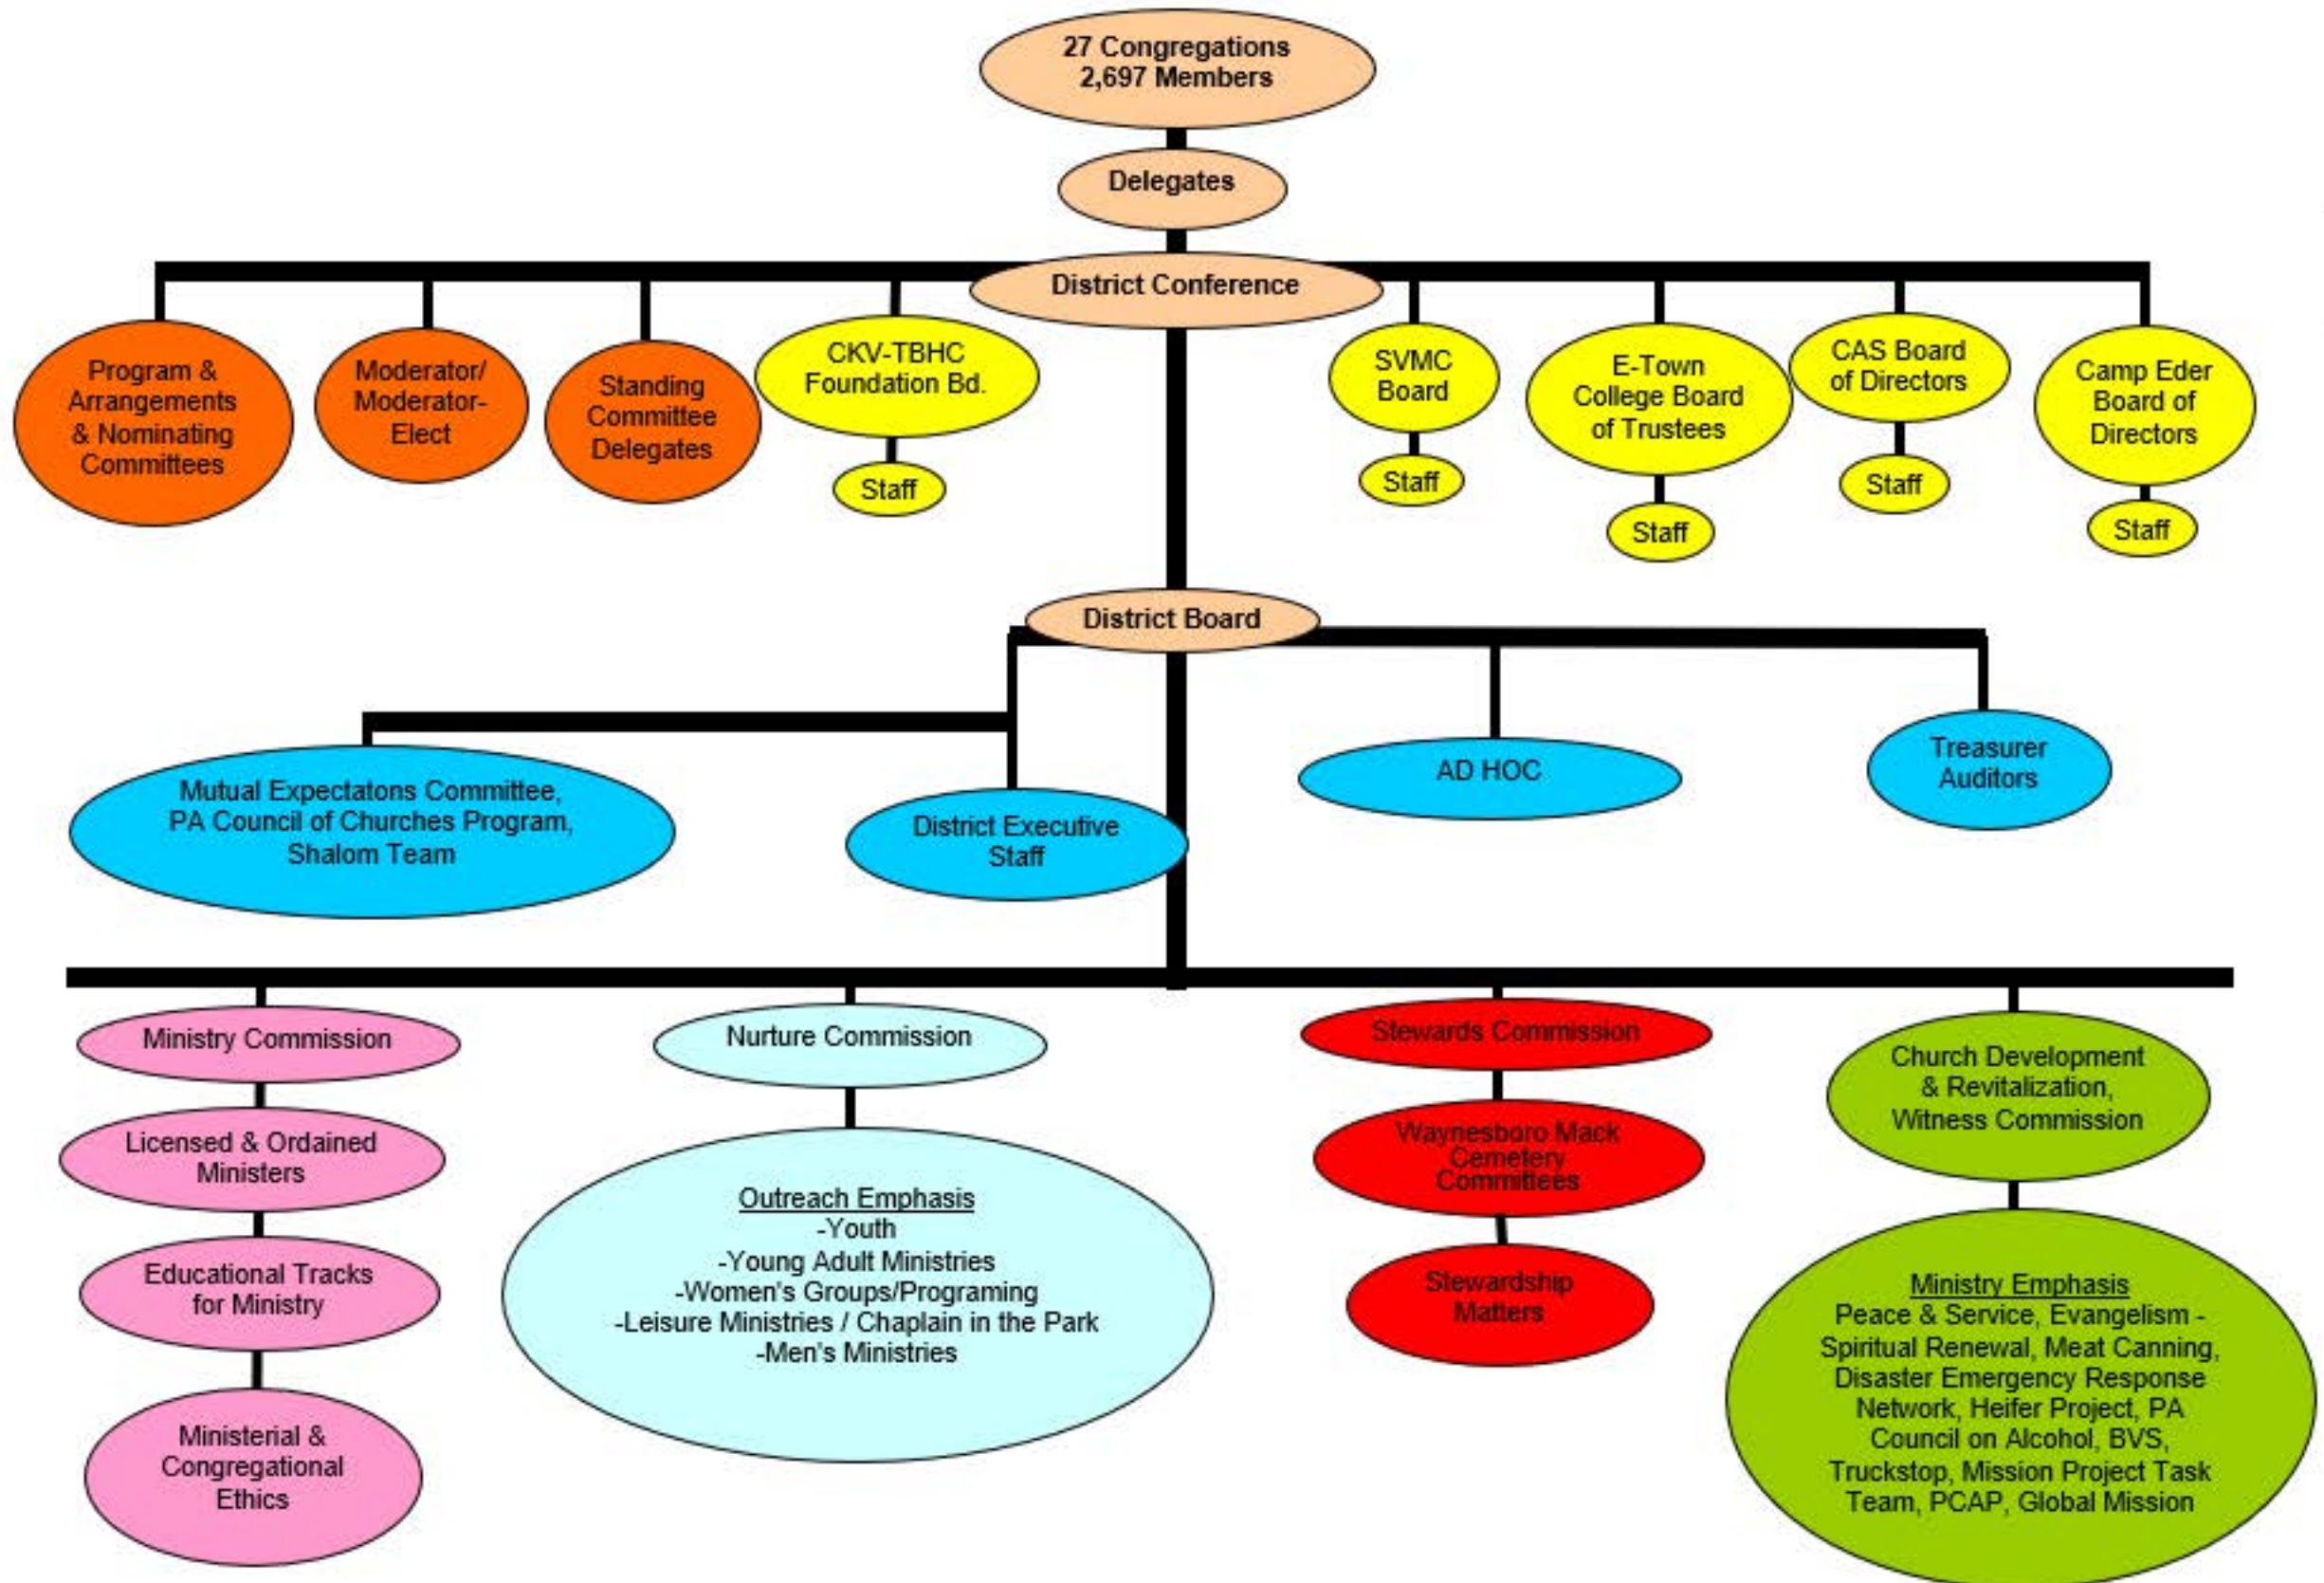 27 Congregations
2,697 Members
Delegates
District Conference
Program &
Arrangements
& Nominating
Committees
Moderator/
Moderator-
Elect
Standing
Committee
Delegates
CKV-TBHC
Foundation Bd.
Staff
SVMC
Board
Staff
E-Town
College Board
of Trustees
Staff
CAS Board
of Directors
Staff
Camp Eder
Board of
Directors
Staff
District Board
Mutual Expectatons Committee,
PA Council of Churches Program,
Shalom Team
District Executive
Staff
AD HOC
Treasurer
Auditors
Ministry Commission
Licensed & Ordained
Ministers
Educational Tracks
for Ministry
Ministerial &
Congregational
Ethics
Nurture Commission
Outreach Emphasis
-Youth
-Young Adult Ministries
-Women's Groups/Programing
-Leisure Ministries / Chaplain in the Park
-Men's Ministries
Stewards Commission
Waynesboro Mack
Cemetery
Committees
Stewardship
Matters
Church Development
& Revitalization,
Witness Commission
Ministry Emphasis
Peace & Service, Evangelism -
Spiritual Renewal, Meat Canning,
Disaster Emergency Response
Network, Heifer Project, PA
Council on Alcohol, BVS,
Truckstop, Mission Project Task
Team, PCAP, Global Mission